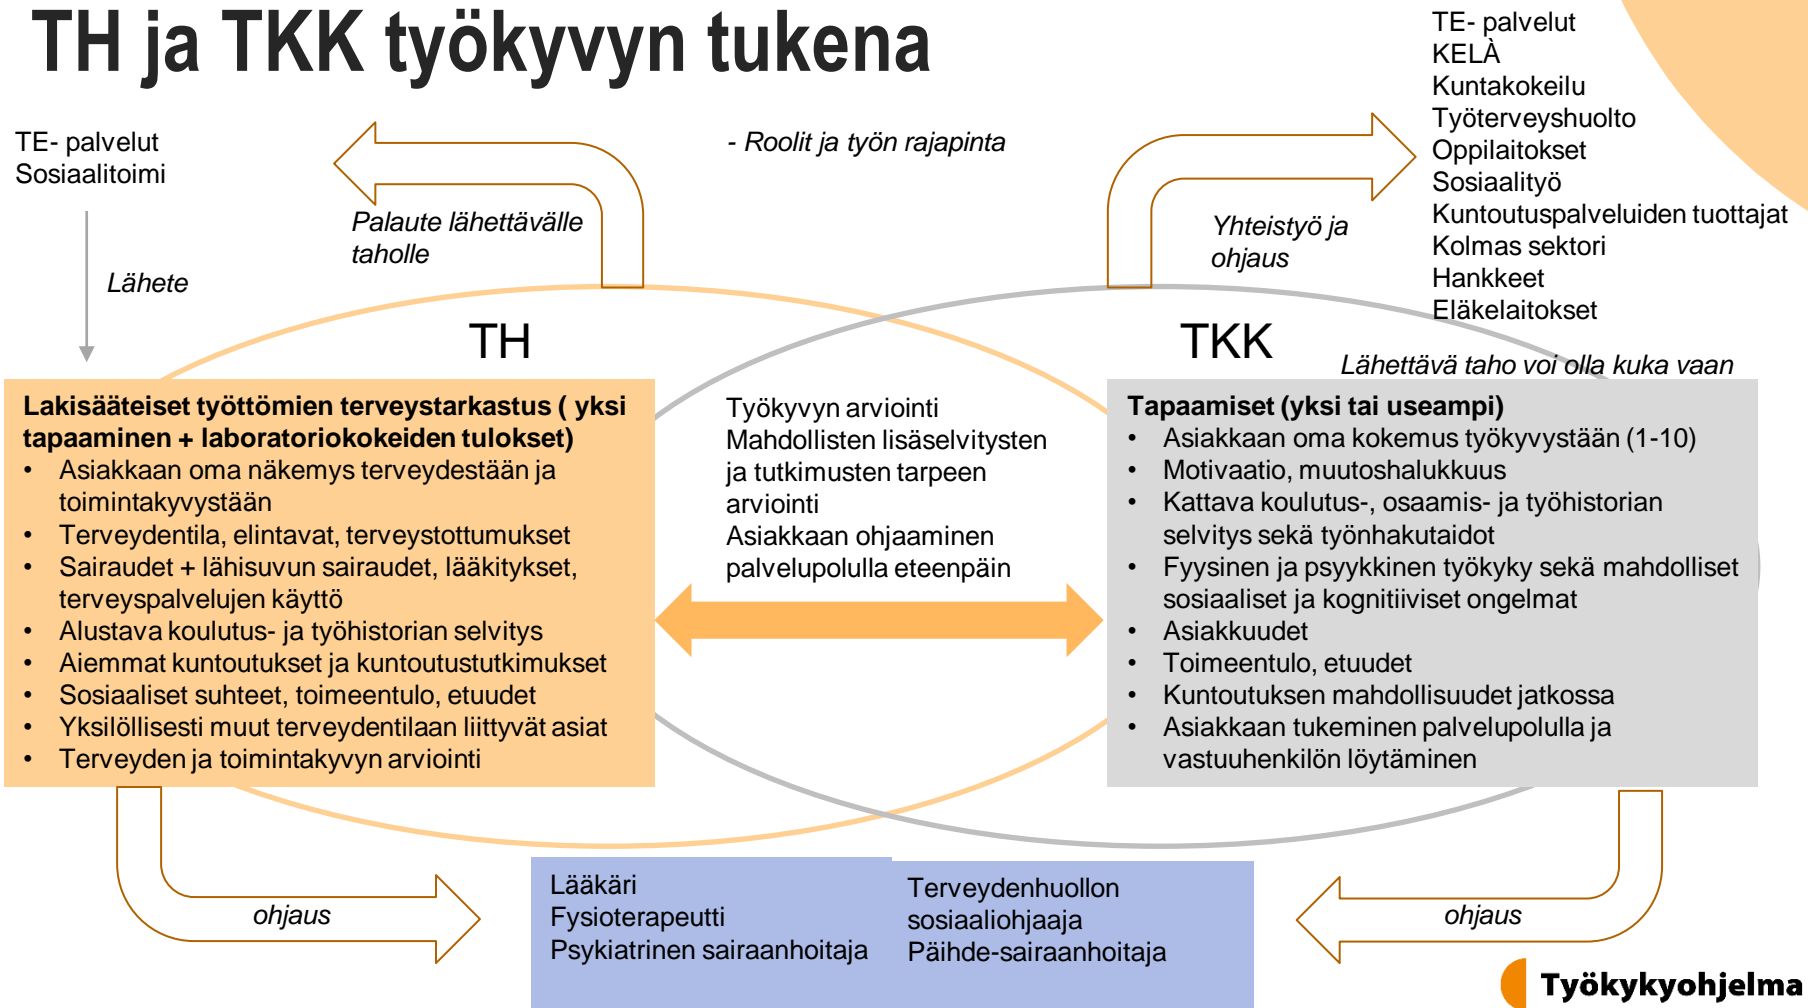 TH ja TKK työkyvyn tukena
TE- palvelut
Sosiaalitoimi
Lähete
Palaute lähettävälle
taholle
- Roolit ja työn rajapinta
Yhteistyö ja
ohjaus
TE- palvelut
KELÀ
Kuntakokeilu
Työterveyshuolto
Oppilaitokset
Sosiaalityö
Kuntoutuspalveluiden tuottajat
Kolmas sektori
Hankkeet
Eläkelaitokset
TH
TKK
Lähettävä taho voi olla kuka vaan
Lakisääteiset työttömien terveystarkastus ( yksi
tapaaminen + laboratoriokokeiden tulokset)
• Asiakkaan oma näkemys terveydestään ja
toimintakyvystään
• Terveydentila, elintavat, terveystottumukset
• Sairaudet + lähisuvun sairaudet, lääkitykset,
terveyspalvelujen käyttö
• Alustava koulutus- ja työhistorian selvitys
• Aiemmat kuntoutukset ja kuntoutustutkimukset
• Sosiaaliset suhteet, toimeentulo, etuudet
• Yksilöllisesti muut terveydentilaan liittyvät asiat
• Terveyden ja toimintakyvyn arviointi
Työkyvyn arviointi
Mahdollisten lisäselvitysten
ja tutkimusten tarpeen
arviointi
Asiakkaan ohjaaminen
palvelupolulla eteenpäin
Tapaamiset (yksi tai useampi)
• Asiakkaan oma kokemus työkyvystään (1-10)
• Motivaatio, muutoshalukkuus
• Kattava koulutus-, osaamis- ja työhistorian
selvitys sekä työnhakutaidot
• Fyysinen ja psyykkinen työkyky sekä mahdolliset
sosiaaliset ja kognitiiviset ongelmat
• Asiakkuudet
• Toimeentulo, etuudet
• Kuntoutuksen mahdollisuudet jatkossa
• Asiakkaan tukeminen palvelupolulla ja
vastuuhenkilön löytäminen
ohjaus
Lääkäri
Fysioterapeutti
Psykiatrinen sairaanhoitaja
Terveydenhuollon
sosiaaliohjaaja
Päihde-sairaanhoitaja
ohjaus
Työkykyohjelma